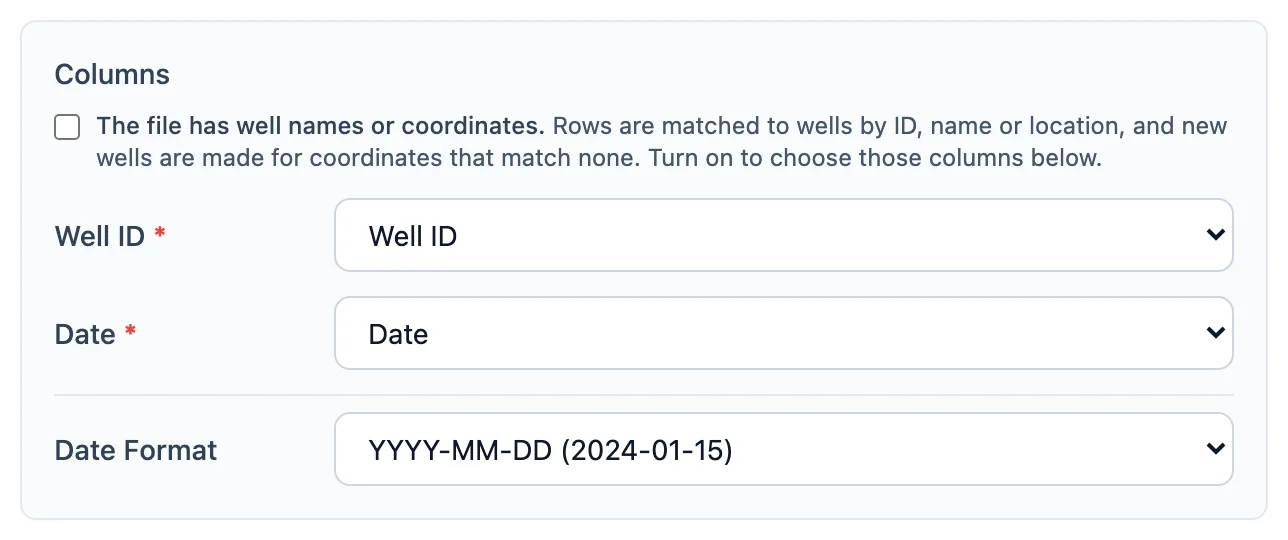 Columns
The file has well names or coordinates. Rows are matched to wells by ID, name or location, and new
wells are made for coordinates that match none. Turn on to choose those columns below.
Well ID * Well ID
Date * Date
Date Format YYYY-MM-DD (2024-01-15)